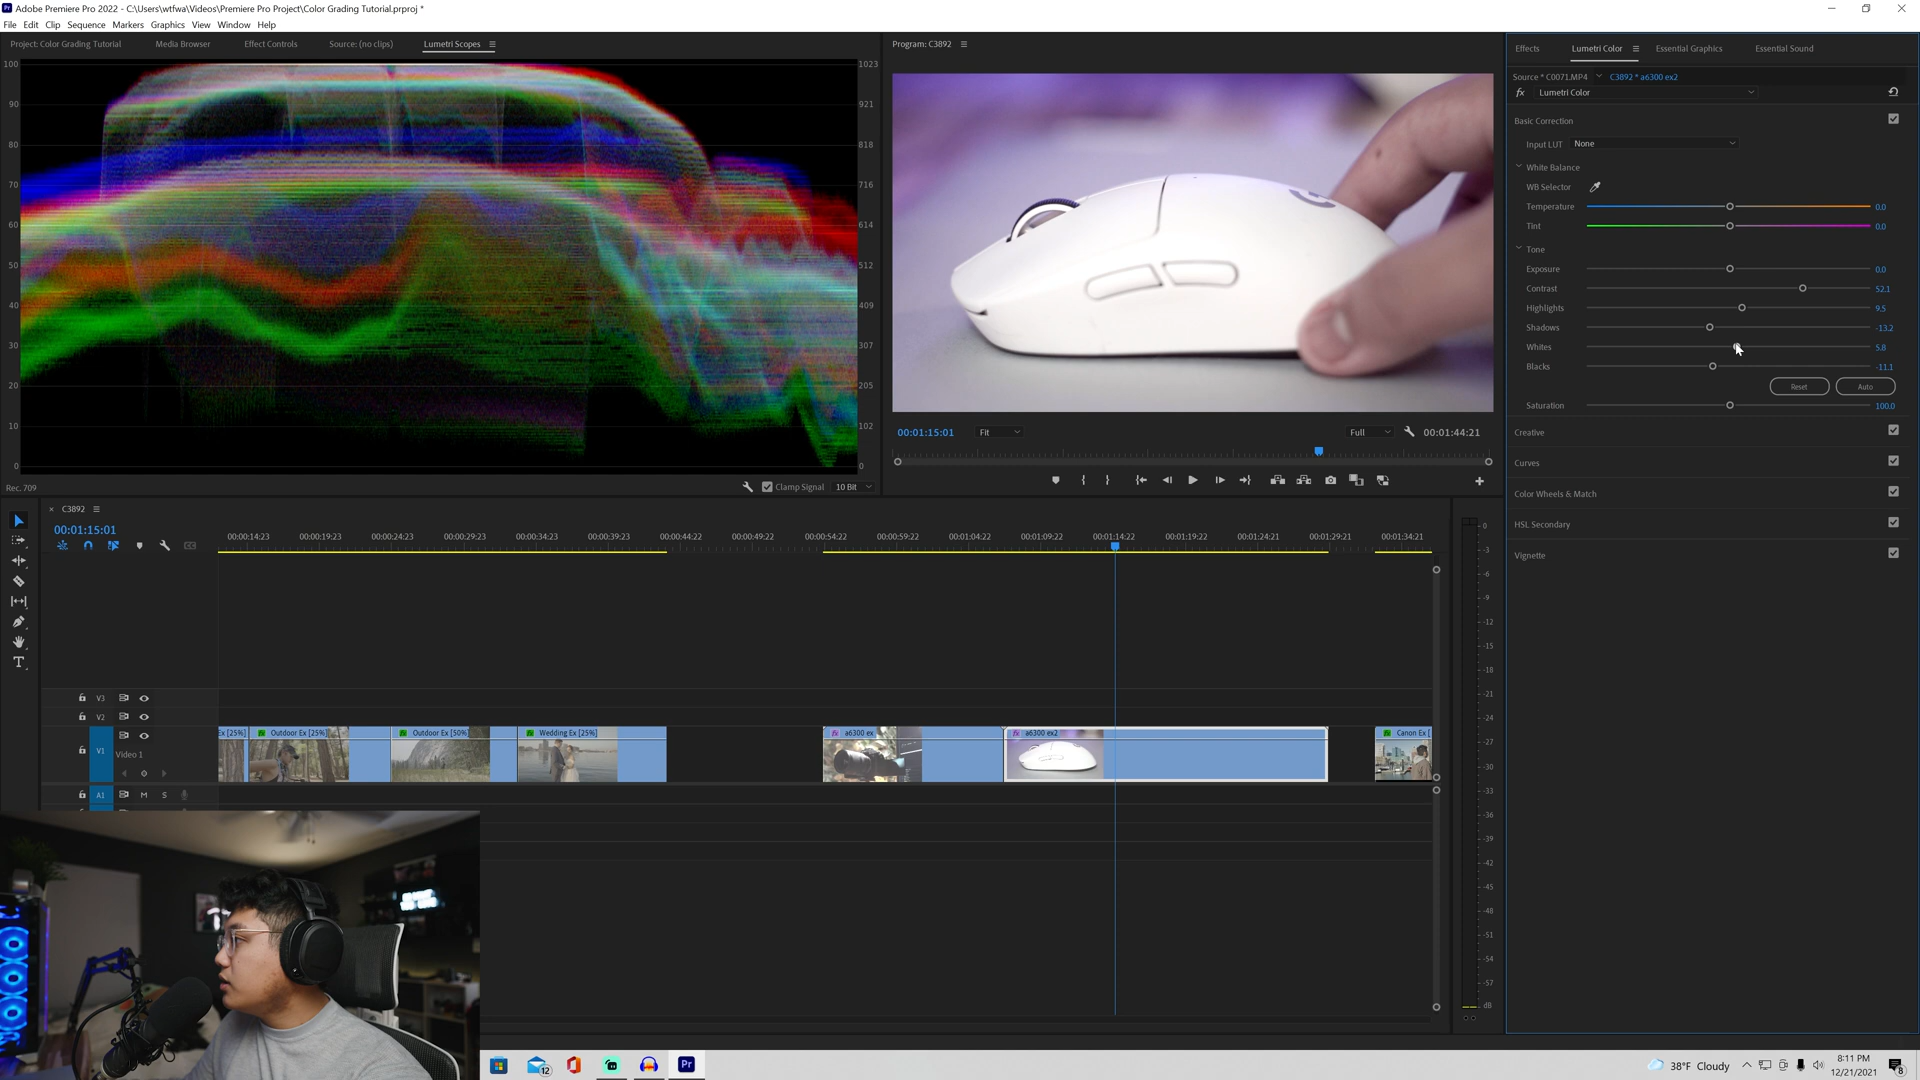 Adobe Premiere Pro 2022 - C:\Users\wtfwa\Videos\Premiere Pro Project\Color Grading Tutorial.prproj *
File Edit Clip Sequence Markers Graphics View Window Help
Project: Color Grading Tutorial Media Browser Effect Controls Source: (no clips) Lumetri Scopes
100 1023
90 921
80 818
70 716
60 614
50 512
40 409
30 307
20 205
10 102
0 0
Rec. 709 Clamp Signal 10 Bit
Program: C3892
00:01:15:01 Fit Full 00:01:44:21
Effects Lumetri Color Essential Graphics Essential Sound
Source * C0071.MP4 C3892 * a6300 ex2
fx Lumetri Color
Basic Correction
Input LUT None
White Balance
WB Selector
Temperature 0.0
Tint 0.0
Tone
Exposure 0.0
Contrast 52.1
Highlights 9.5
Shadows -13.2
Whites 5.8
Blacks -11.1
Reset Auto
Saturation 100.0
Creative
Curves
Color Wheels & Match
HSL Secondary
Vignette
× C3892
00:01:15:01
00:00:14:23 00:00:19:23 00:00:24:23 00:00:29:23 00:00:34:23 00:00:39:23 00:00:44:22 00:00:49:22 00:00:54:22 00:00:59:22 00:01:04:22 00:01:09:22 00:01:14:22 00:01:19:22 00:01:24:21 00:01:29:21 00:01:34:21
V3
V2
Ex [25%] fx Outdoor Ex [25%] fx Outdoor Ex [50%] fx Wedding Ex [25%] fx a6300 ex fx a6300 ex2 fx Canon Ex [
V1 Video 1
A1 M S
0
-3
-6
-9
-12
-15
-18
-21
-24
-27
-30
-33
-36
-39
-42
-45
-48
-51
-54
-57
dB
T
12
Pr
38°F Cloudy
8:11 PM
12/21/2021
8